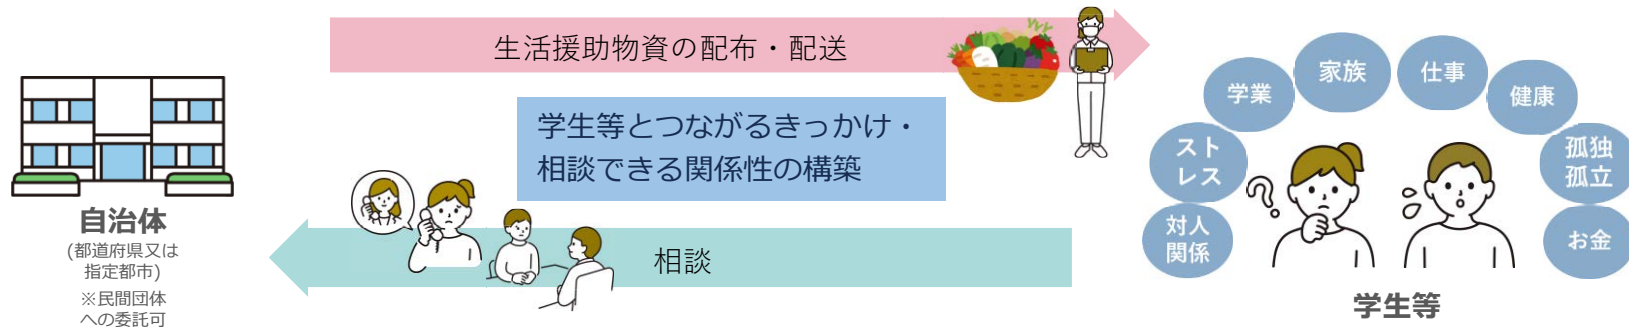 生活援助物資の配布・配送
学生等とつながるきっかけ・
相談できる関係性の構築
相談
自治体
(都道府県又は
指定都市)
※民間団体
への委託可
対人
関係
スト
レス
学業
家族
仕事
健康
孤独
孤立
お金
学生等